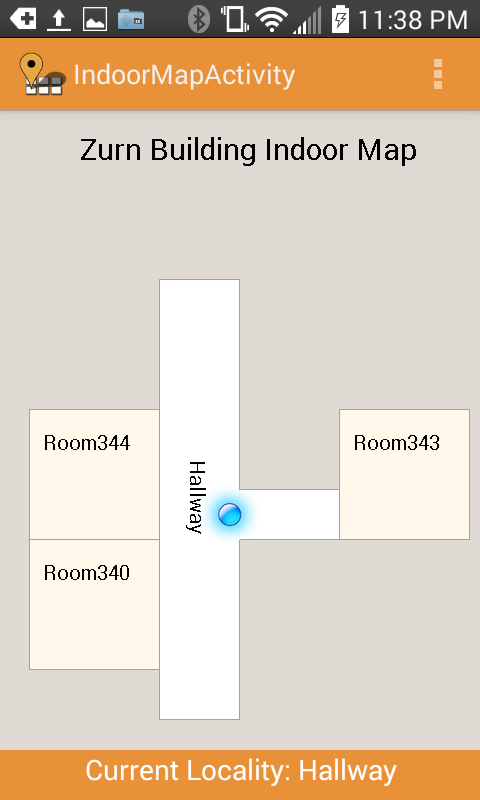 11:38 PM
IndoorMapActivity
Zurn Building Indoor Map
Room344
Room343
Hallway
Room340
Current Locality: Hallway